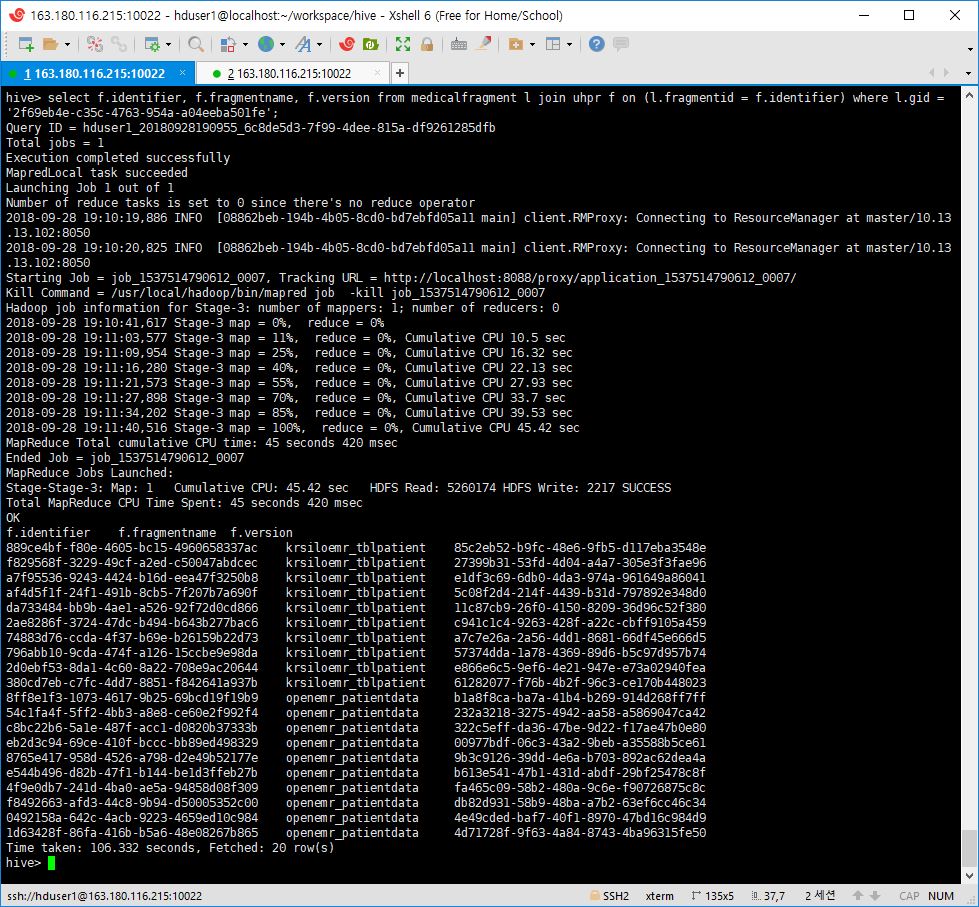 163.180.116.215:10022 - hduser1@localhost:~/workspace/hive - Xshell 6 (Free for Home/School)
1 163.180.116.215:10022 × 2 163.180.116.215:10022 × +
hive> select f.identifier, f.fragmentname, f.version from medicalfragment l join uhpr f on (l.fragmentid = f.identifier) where l.gid =
'2f69eb4e-c35c-4763-954a-a04eeba501fe';
Query ID = hduser1_20180928190955_6c8de5d3-7f99-4dee-815a-df9261285dfb
Total jobs = 1
Execution completed successfully
MapredLocal task succeeded
Launching Job 1 out of 1
Number of reduce tasks is set to 0 since there's no reduce operator
2018-09-28 19:10:19,886 INFO  [08862beb-194b-4b05-8cd0-bd7ebfd05a11 main] client.RMProxy: Connecting to ResourceManager at master/10.13
.13.102:8050
2018-09-28 19:10:20,825 INFO  [08862beb-194b-4b05-8cd0-bd7ebfd05a11 main] client.RMProxy: Connecting to ResourceManager at master/10.13
.13.102:8050
Starting Job = job_1537514790612_0007, Tracking URL = http://localhost:8088/proxy/application_1537514790612_0007/
Kill Command = /usr/local/hadoop/bin/mapred job  -kill job_1537514790612_0007
Hadoop job information for Stage-3: number of mappers: 1; number of reducers: 0
2018-09-28 19:10:41,617 Stage-3 map = 0%,  reduce = 0%
2018-09-28 19:11:03,577 Stage-3 map = 11%,  reduce = 0%, Cumulative CPU 10.5 sec
2018-09-28 19:11:09,954 Stage-3 map = 25%,  reduce = 0%, Cumulative CPU 16.32 sec
2018-09-28 19:11:16,280 Stage-3 map = 40%,  reduce = 0%, Cumulative CPU 22.13 sec
2018-09-28 19:11:21,573 Stage-3 map = 55%,  reduce = 0%, Cumulative CPU 27.93 sec
2018-09-28 19:11:27,898 Stage-3 map = 70%,  reduce = 0%, Cumulative CPU 33.7 sec
2018-09-28 19:11:34,202 Stage-3 map = 85%,  reduce = 0%, Cumulative CPU 39.53 sec
2018-09-28 19:11:40,516 Stage-3 map = 100%,  reduce = 0%, Cumulative CPU 45.42 sec
MapReduce Total cumulative CPU time: 45 seconds 420 msec
Ended Job = job_1537514790612_0007
MapReduce Jobs Launched:
Stage-Stage-3: Map: 1   Cumulative CPU: 45.42 sec   HDFS Read: 5260174 HDFS Write: 2217 SUCCESS
Total MapReduce CPU Time Spent: 45 seconds 420 msec
OK
f.identifier    f.fragmentname  f.version
889ce4bf-f80e-4605-bc15-4960658337ac    krsiloemr_tblpatient    85c2eb52-b9fc-48e6-9fb5-d117eba3548e
f829568f-3229-49cf-a2ed-c50047abdcec    krsiloemr_tblpatient    27399b31-53fd-4d04-a4a7-305e3f3fae96
a7f95536-9243-4424-b16d-eea47f3250b8    krsiloemr_tblpatient    e1df3c69-6db0-4da3-974a-961649a86041
af4d5f1f-24f1-491b-8cb5-7f207b7a690f    krsiloemr_tblpatient    5c08f2d4-214f-4439-b31d-797892e348d0
da733484-bb9b-4ae1-a526-92f72d0cd866    krsiloemr_tblpatient    11c87cb9-26f0-4150-8209-36d96c52f380
2ae8286f-3724-47dc-b494-b643b277bac6    krsiloemr_tblpatient    c941c1c4-9263-428f-a22c-cbff9105a459
74883d76-ccda-4f37-b69e-b26159b22d73    krsiloemr_tblpatient    a7c7e26a-2a56-4dd1-8681-66df45e666d5
796abb10-9cda-474f-a126-15ccbe9e98da    krsiloemr_tblpatient    57374dda-1a78-4369-89d6-b5c97d957b74
2d0ebf53-8da1-4c60-8a22-708e9ac20644    krsiloemr_tblpatient    e866e6c5-9ef6-4e21-947e-e73a02940fea
380cd7eb-c7fc-4dd7-8851-f842641a937b    krsiloemr_tblpatient    61282077-f76b-4b2f-96c3-ce170b448023
8ff8e1f3-1073-4617-9b25-69bcd19f19b9    openemr_patientdata     b1a8f8ca-ba7a-41b4-b269-914d268ff7ff
54c1fa4f-5ff2-4bb3-a8e8-ce60e2f992f4    openemr_patientdata     232a3218-3275-4942-aa58-a5869047ca42
c8bc22b6-5a1e-487f-acc1-d0820b37333b    openemr_patientdata     322c5eff-da36-47be-9d22-f17ae47b0e80
eb2d3c94-69ce-410f-bccc-bb89ed498329    openemr_patientdata     00977bdf-06c3-43a2-9beb-a35588b5ce61
8765e417-958d-4526-a798-d2e49b52177e    openemr_patientdata     9b3c9126-39dd-4e6a-b703-892ac62dea4a
e544b496-d82b-47f1-b144-be1d3ffeb27b    openemr_patientdata     b613e541-47b1-431d-abdf-29bf25478c8f
4f9e0db7-241d-4ba0-ae5a-94858d08f309    openemr_patientdata     fa465c09-58b2-480a-9c6e-f90726875c8c
f8492663-afd3-44c8-9b94-d50005352c00    openemr_patientdata     db82d931-58b9-48ba-a7b2-63ef6cc46c34
0492158a-642c-4acb-9223-4659ed10c984    openemr_patientdata     4e49cded-baf7-40f1-8970-47bd16c984d9
1d63428f-86fa-416b-b5a6-48e08267b865    openemr_patientdata     4d71728f-9f63-4a84-8743-4ba96315fe50
Time taken: 106.332 seconds, Fetched: 20 row(s)
hive>
ssh://hduser1@163.180.116.215:10022 SSH2 xterm 135x5 37,7 2 세션 CAP NUM